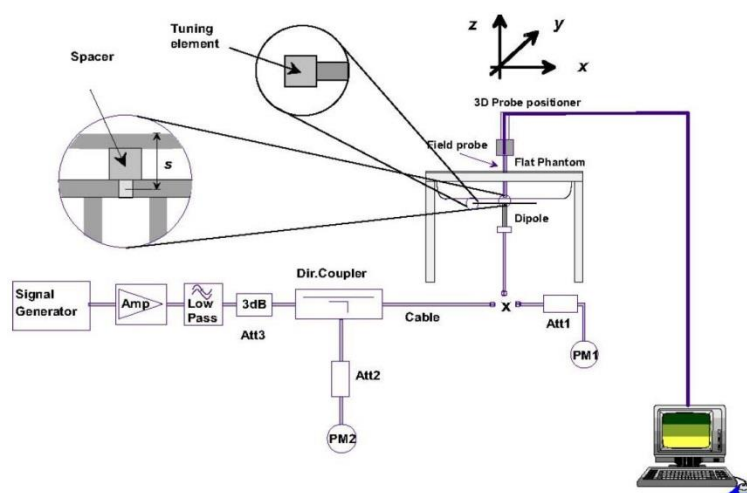 Tuning
element
Spacer
s
z
y
x
3D Probe positioner
Field probe
Flat Phantom
Dipole
Signal
Generator
Amp
Low
Pass
3dB
Att3
Dir.Coupler
Cable
x
Att1
PM1
Att2
PM2